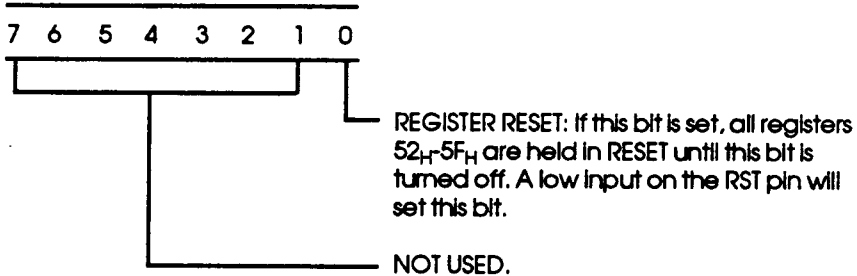 7 6 5 4 3 2 1 0
REGISTER RESET: If this bit is set, all registers
52H-5FH are held in RESET until this bit is
turned off. A low input on the RST pin will
set this bit.
NOT USED.